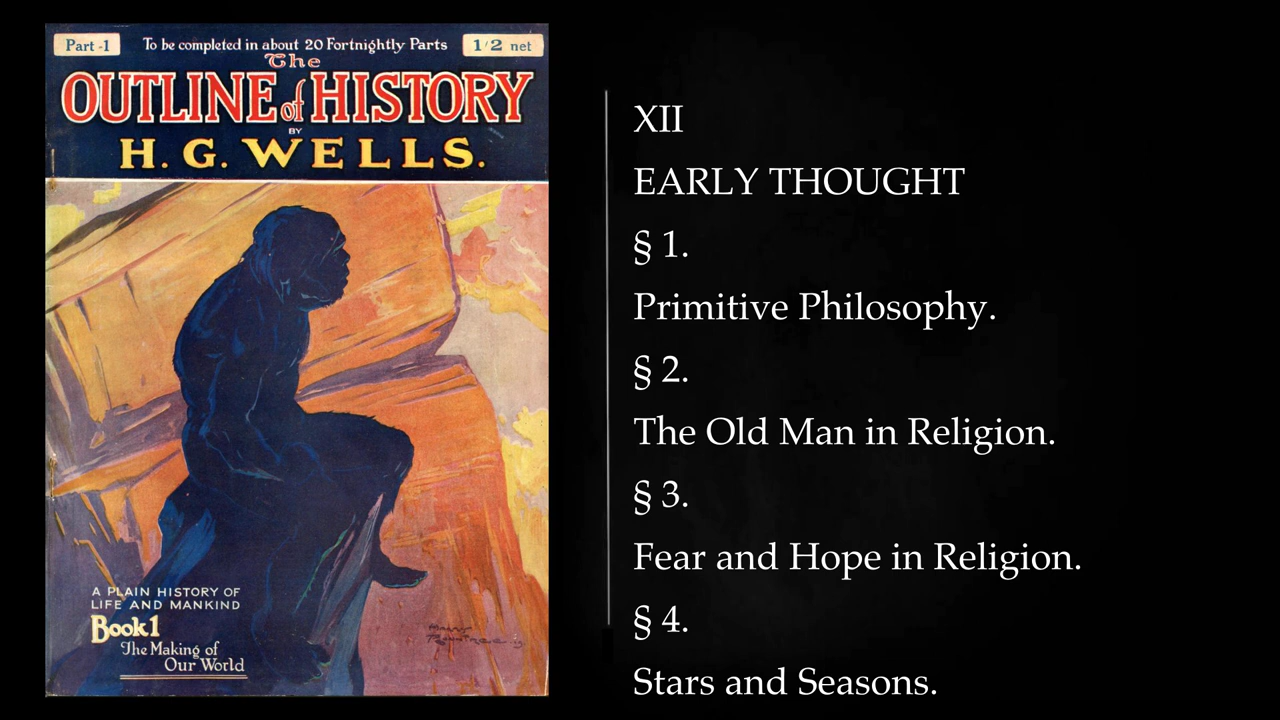 Part -1
To be completed in about 20 Fortnightly Parts
1/2 net
The
OUTLINE of HISTORY
BY
H. G. WELLS.
A PLAIN HISTORY OF
LIFE AND MANKIND
Book 1
The Making of
Our World
XII
EARLY THOUGHT
§ 1.
Primitive Philosophy.
§ 2.
The Old Man in Religion.
§ 3.
Fear and Hope in Religion.
§ 4.
Stars and Seasons.